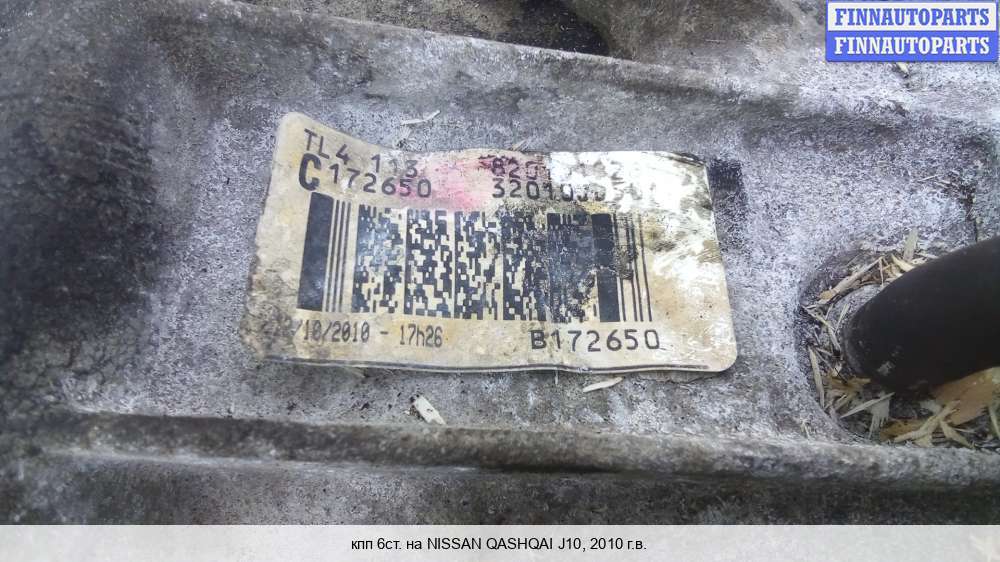 FINNAUTOPARTS
FINNAUTOPARTS
TL4 113
C172650
/10/2010 - 17h26
B172650
кпп 6ст. на NISSAN QASHQAI J10, 2010 г.в.